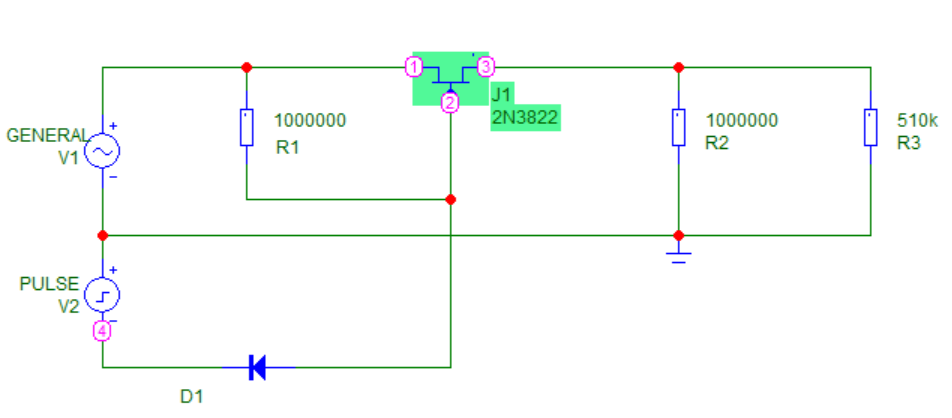 GENERAL
V1
+
−
1000000
R1
1
2
3
J1
2N3822
1000000
R2
510k
R3
PULSE
V2
+
−
4
D1